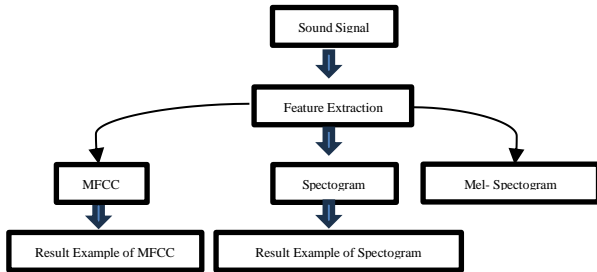 Sound Signal
Feature Extraction
MFCC
Spectogram
Mel- Spectogram
Result Example of MFCC
Result Example of Spectogram